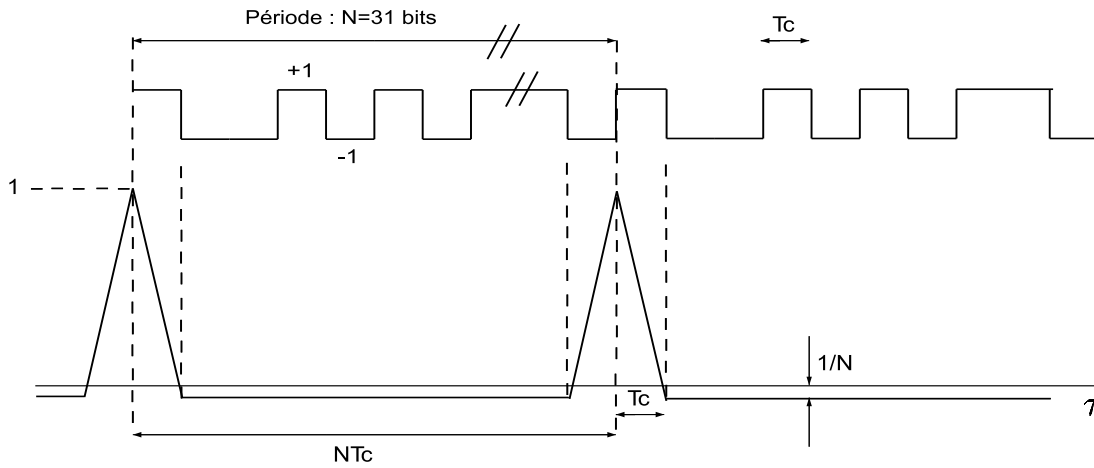 Période : N=31 bits
Tc
+1
-1
1
1/N
Tc
τ
NTc